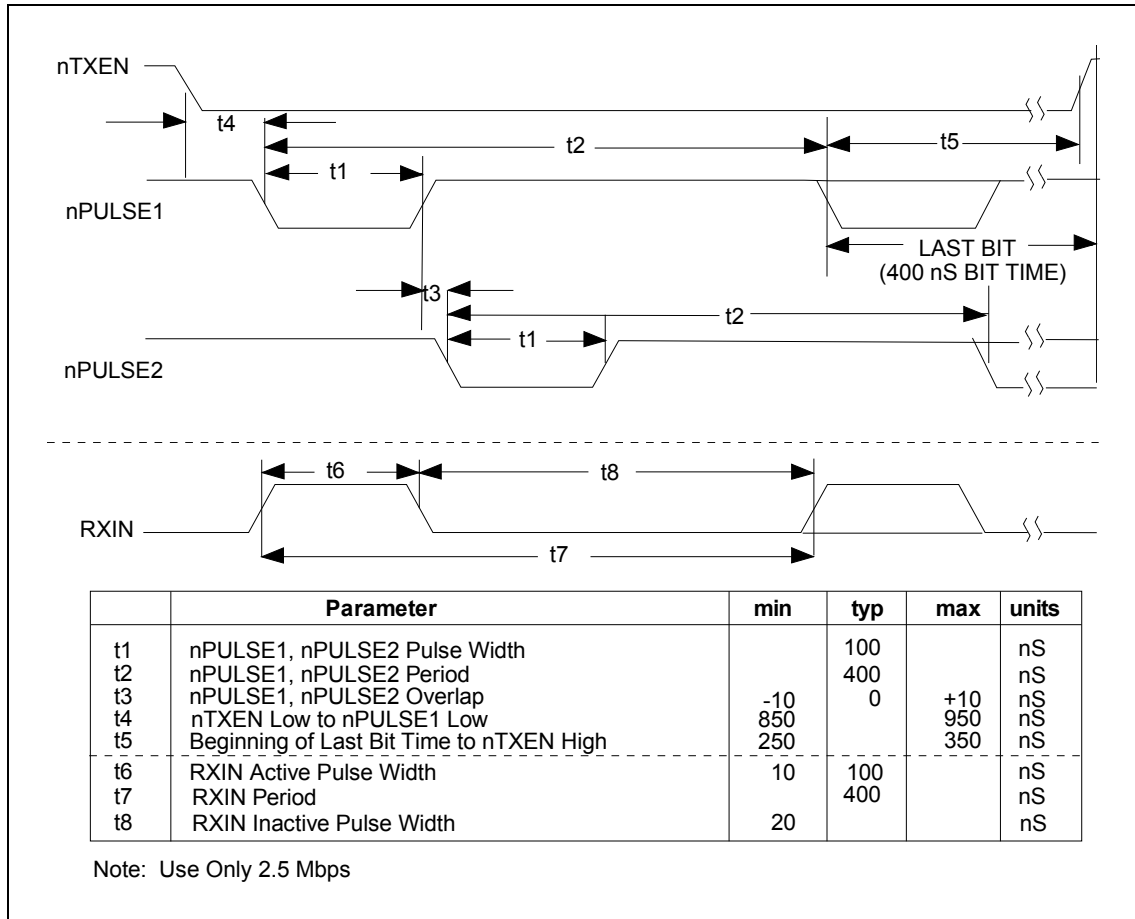 nTXEN
t4
t2
t5
t1
nPULSE1
LAST BIT
(400 nS BIT TIME)
t3
t2
t1
nPULSE2
t6
t8
RXIN
t7
Parameter min typ max units
t1 nPULSE1, nPULSE2 Pulse Width 100 nS
t2 nPULSE1, nPULSE2 Period 400 nS
t3 nPULSE1, nPULSE2 Overlap -10 0 +10 nS
t4 nTXEN Low to nPULSE1 Low 850 950 nS
t5 Beginning of Last Bit Time to nTXEN High 250 350 nS
t6 RXIN Active Pulse Width 10 100 nS
t7 RXIN Period 400 nS
t8 RXIN Inactive Pulse Width 20 nS
Note: Use Only 2.5 Mbps